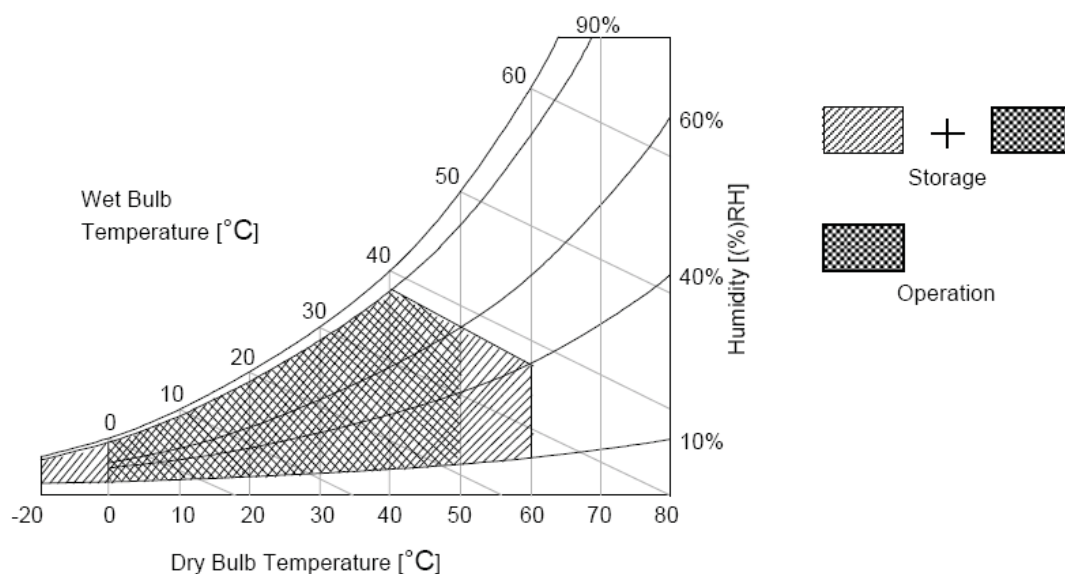 90%
60
60%
50
Wet Bulb
Temperature [°C]
40
30
20
10
0
Humidity [(%)RH]
40%
10%
-20 0 10 20 30 40 50 60 70 80
Dry Bulb Temperature [°C]
+
Storage
Operation